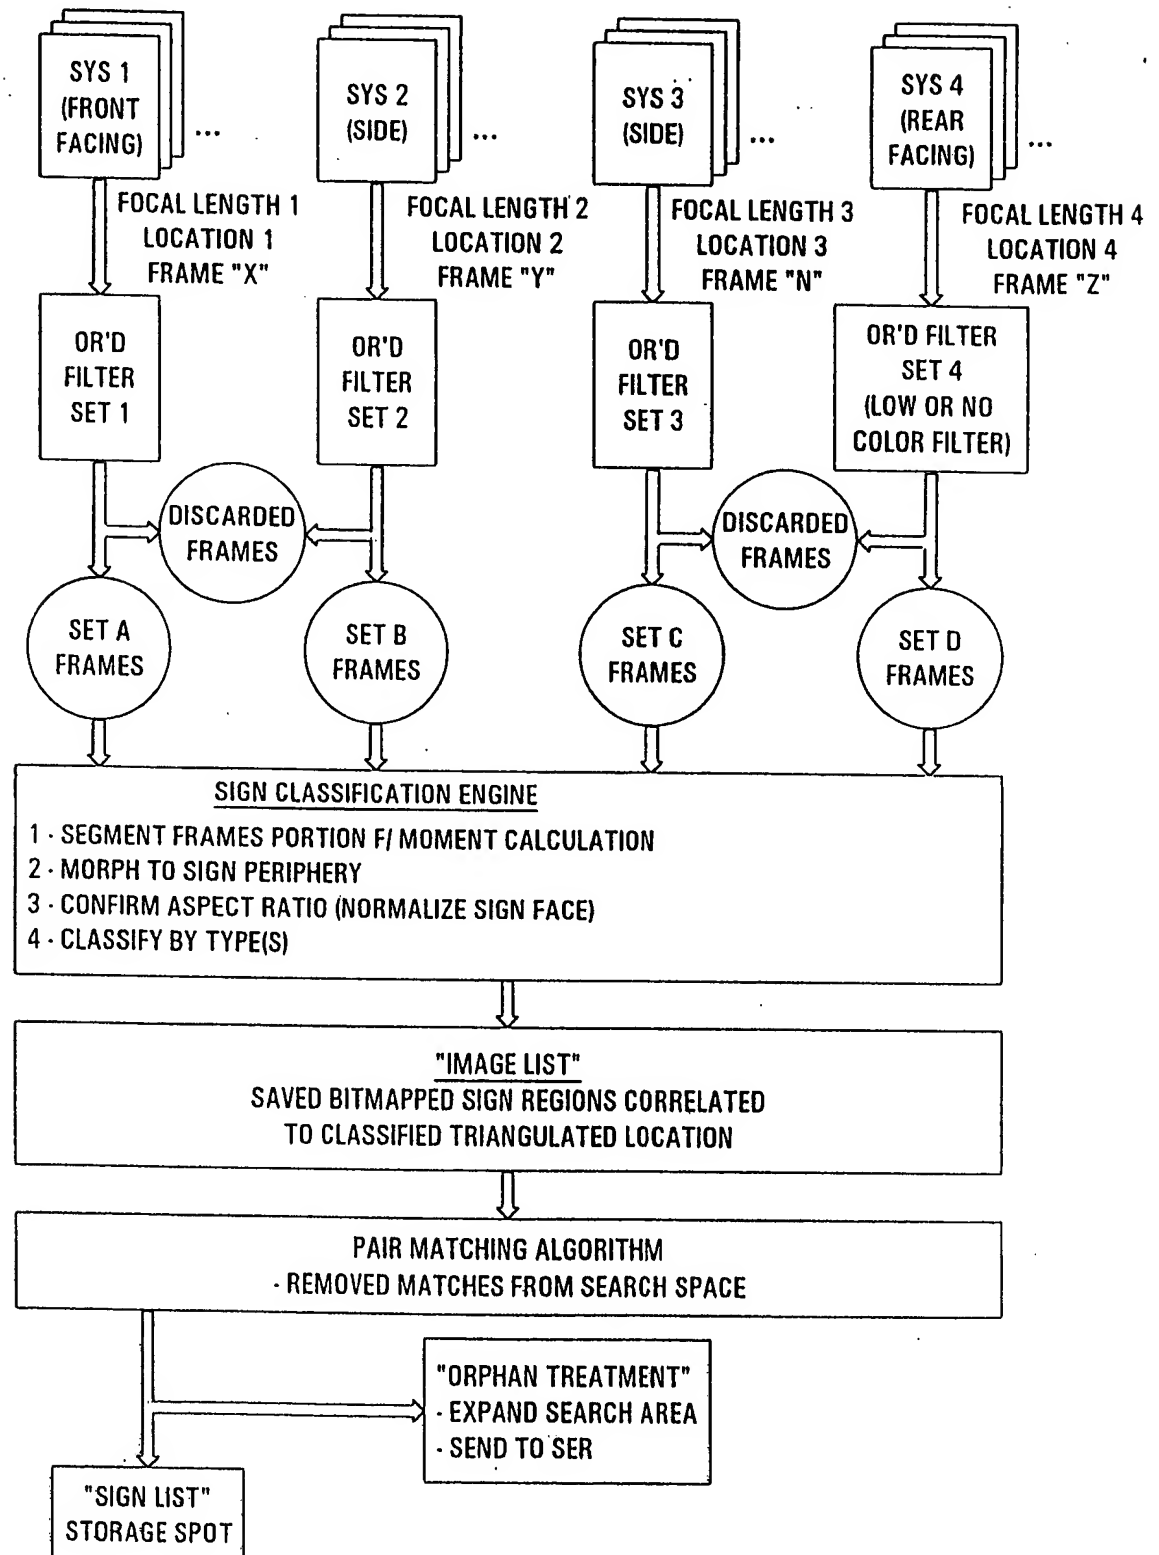 SYS 1
(FRONT
FACING)
...
SYS 2
(SIDE)
...
SYS 3
(SIDE)
...
SYS 4
(REAR
FACING)
...
FOCAL LENGTH 1
LOCATION 1
FRAME "X"
FOCAL LENGTH 2
LOCATION 2
FRAME "Y"
FOCAL LENGTH 3
LOCATION 3
FRAME "N"
FOCAL LENGTH 4
LOCATION 4
FRAME "Z"
OR'D
FILTER
SET 1
OR'D
FILTER
SET 2
OR'D
FILTER
SET 3
OR'D FILTER
SET 4
(LOW OR NO
COLOR FILTER)
DISCARDED
FRAMES
DISCARDED
FRAMES
SET A
FRAMES
SET B
FRAMES
SET C
FRAMES
SET D
FRAMES
SIGN CLASSIFICATION ENGINE
1 - SEGMENT FRAMES PORTION F/ MOMENT CALCULATION
2 - MORPH TO SIGN PERIPHERY
3 - CONFIRM ASPECT RATIO (NORMALIZE SIGN FACE)
4 - CLASSIFY BY TYPE(S)
"IMAGE LIST"
SAVED BITMAPPED SIGN REGIONS CORRELATED
TO CLASSIFIED TRIANGULATED LOCATION
PAIR MATCHING ALGORITHM
- REMOVED MATCHES FROM SEARCH SPACE
"ORPHAN TREATMENT"
- EXPAND SEARCH AREA
- SEND TO SER
"SIGN LIST"
STORAGE SPOT